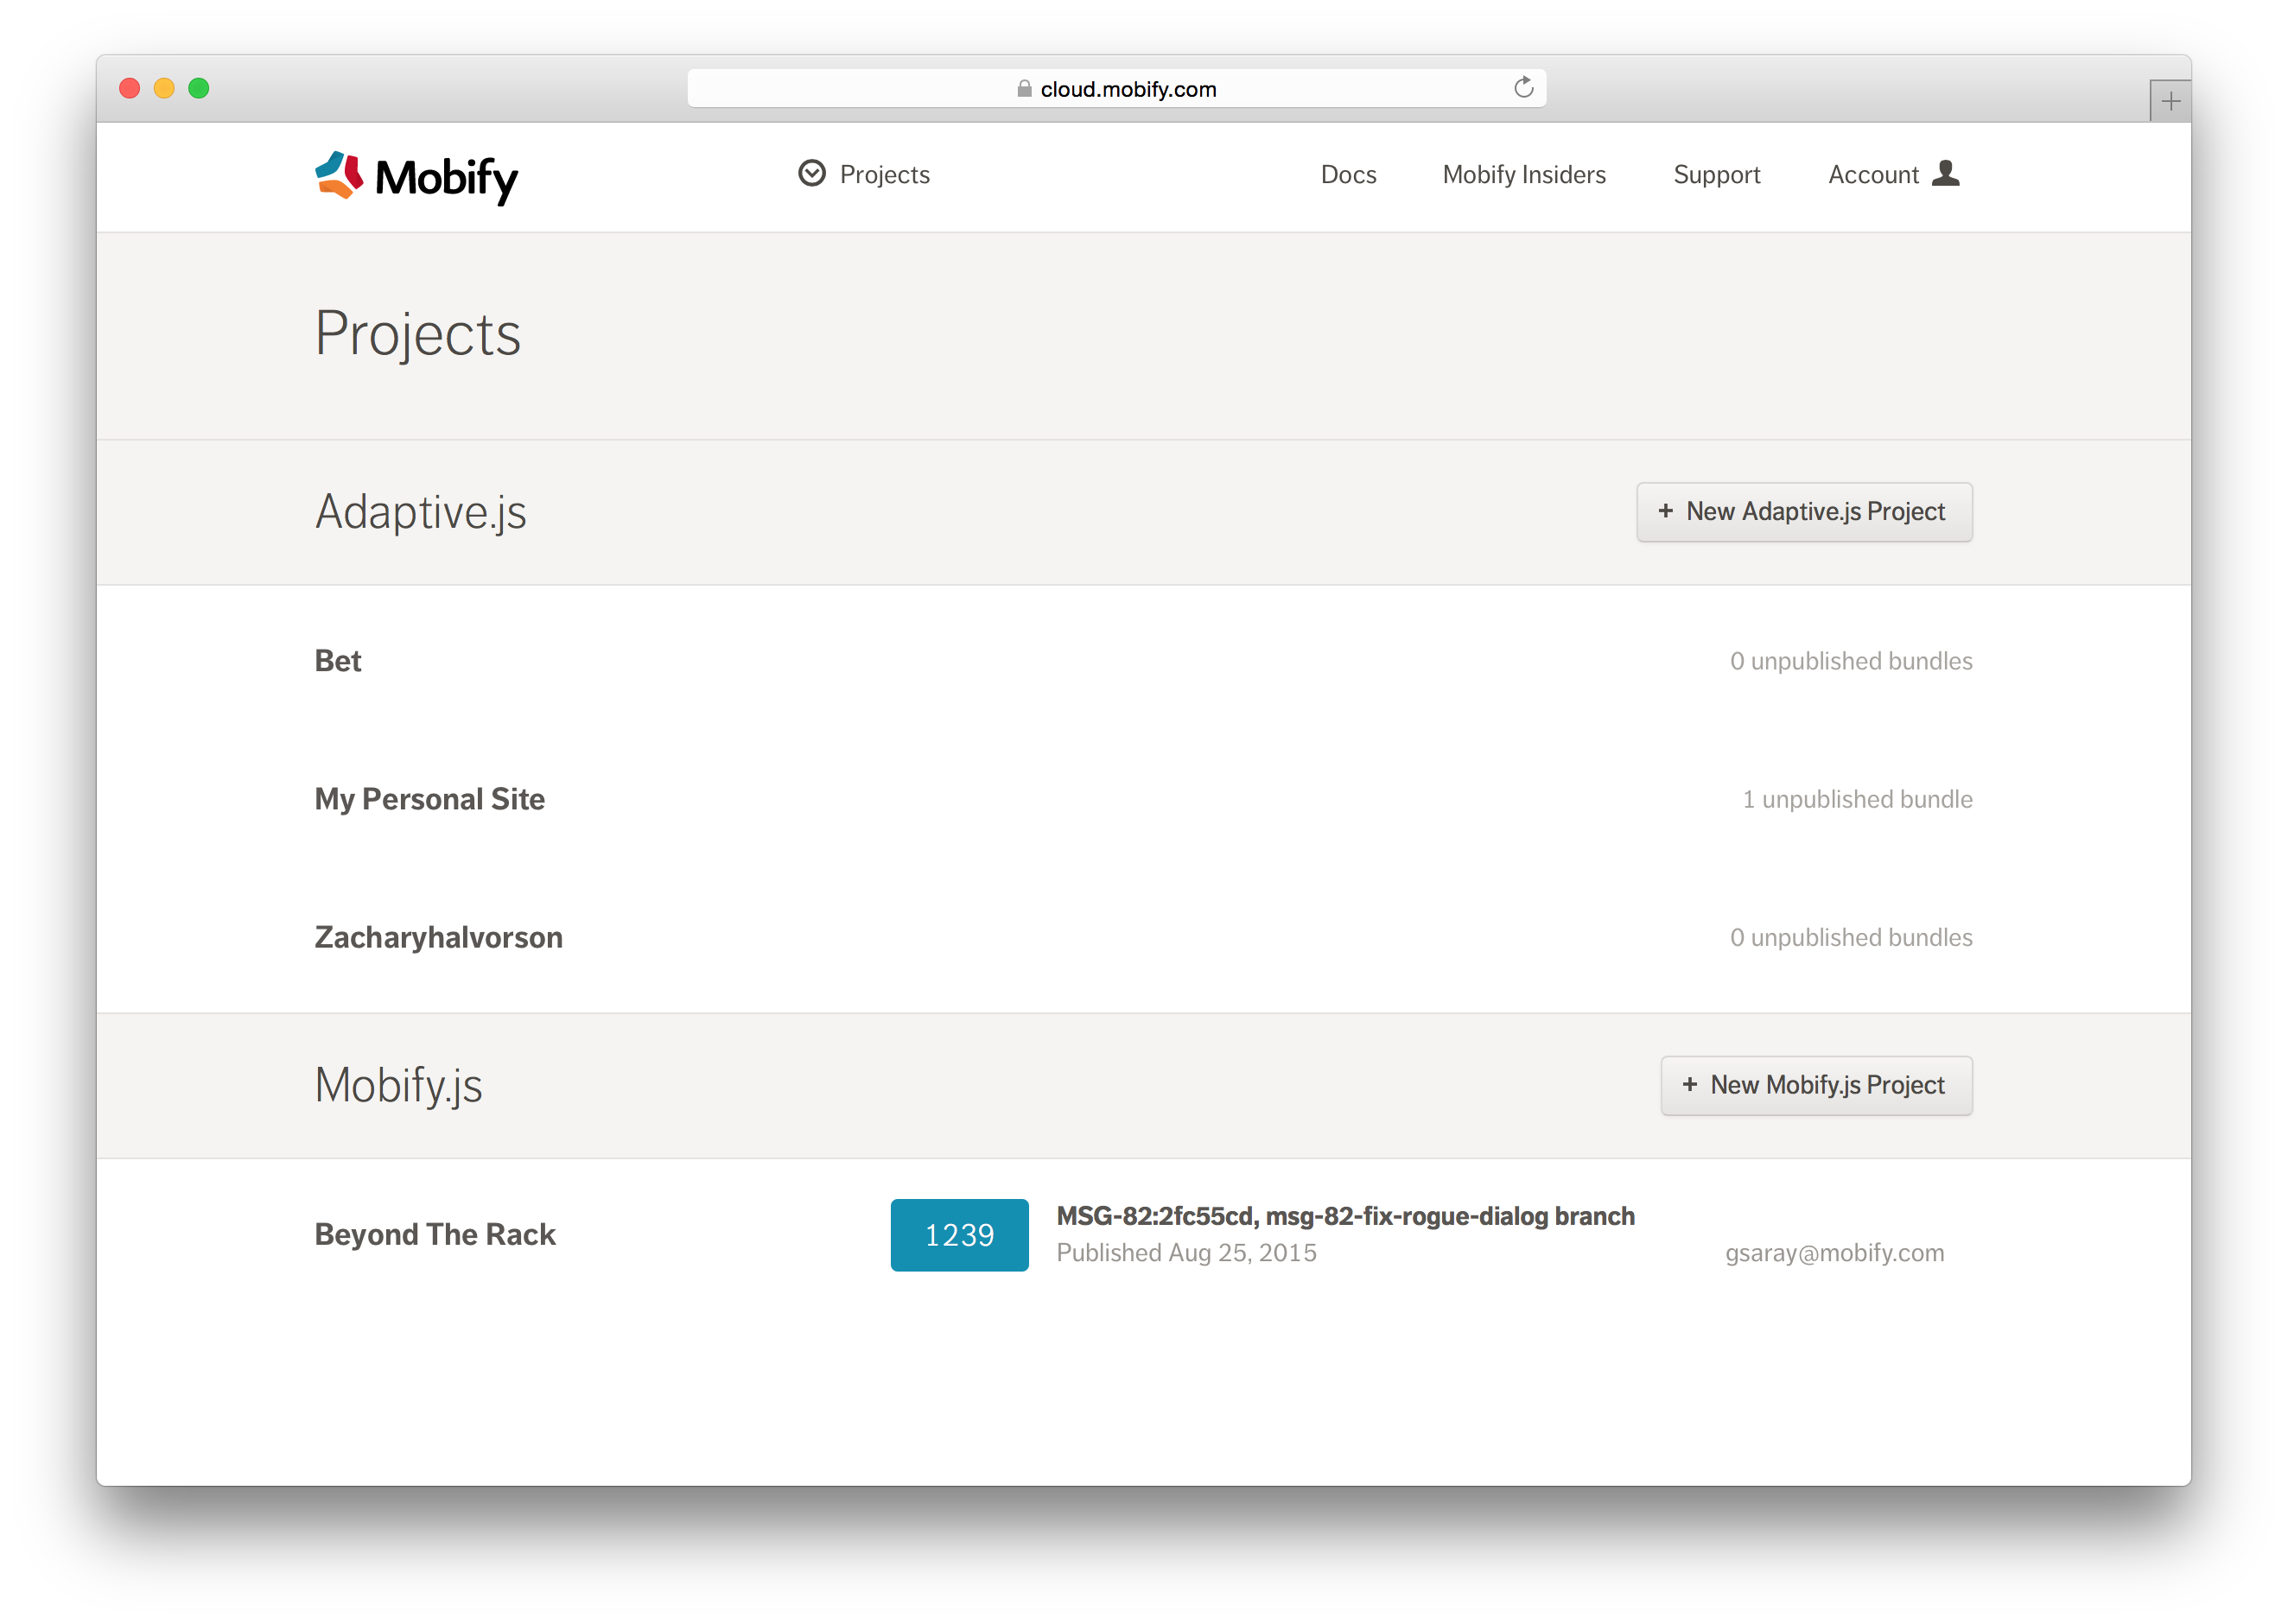 cloud.mobify.com
Mobify
Projects
Docs
Mobify Insiders
Support
Account
Projects
Adaptive.js
+ New Adaptive.js Project
Bet
0 unpublished bundles
My Personal Site
1 unpublished bundle
Zacharyhalvorson
0 unpublished bundles
Mobify.js
+ New Mobify.js Project
Beyond The Rack
1239
MSG-82:2fc55cd, msg-82-fix-rogue-dialog branch
Published Aug 25, 2015
gsaray@mobify.com